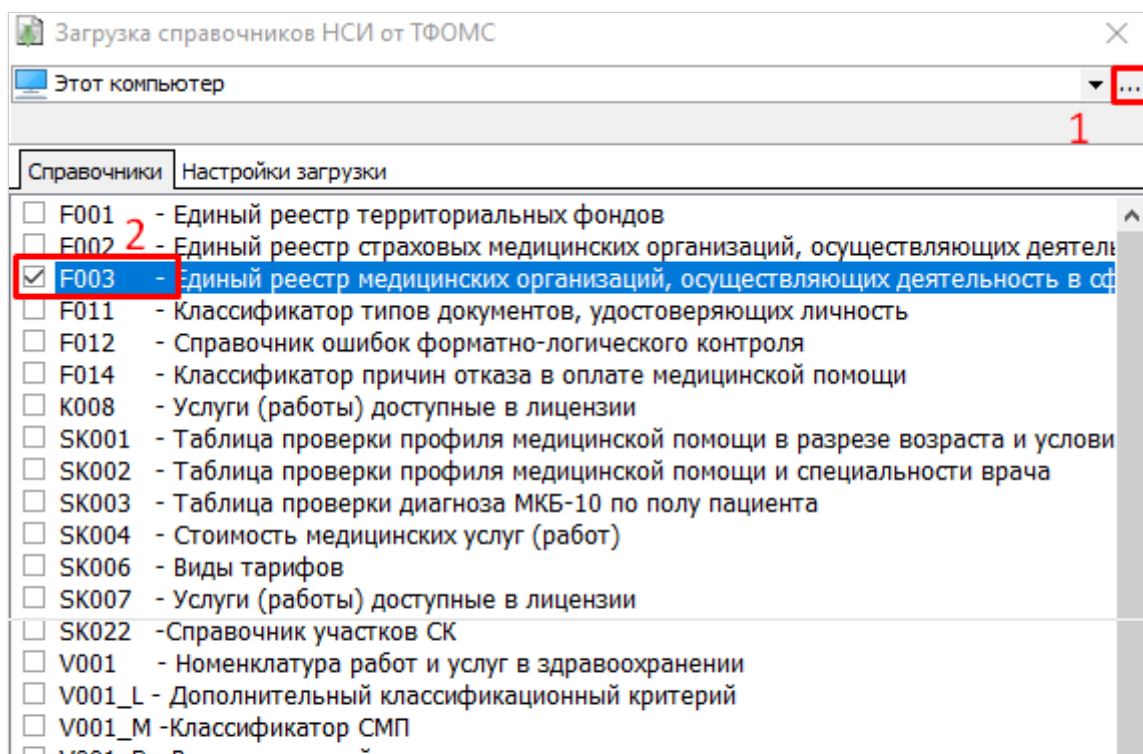 Загрузка справочников НСИ от ТФОМС
Этот компьютер ...
1
Справочники Настройки загрузки
F001 - Единый реестр территориальных фондов
2
F002 - Единый реестр страховых медицинских организаций, осуществляющих деятель
F003 - Единый реестр медицинских организаций, осуществляющих деятельность в сф
F011 - Классификатор типов документов, удостоверяющих личность
F012 - Справочник ошибок форматно-логического контроля
F014 - Классификатор причин отказа в оплате медицинской помощи
K008 - Услуги (работы) доступные в лицензии
SK001 - Таблица проверки профиля медицинской помощи в разрезе возраста и услови
SK002 - Таблица проверки профиля медицинской помощи и специальности врача
SK003 - Таблица проверки диагноза МКБ-10 по полу пациента
SK004 - Стоимость медицинских услуг (работ)
SK006 - Виды тарифов
SK007 - Услуги (работы) доступные в лицензии
SK022 -Справочник участков СК
V001 - Номенклатура работ и услуг в здравоохранении
V001_L - Дополнительный классификационный критерий
V001_M -Классификатор СМП